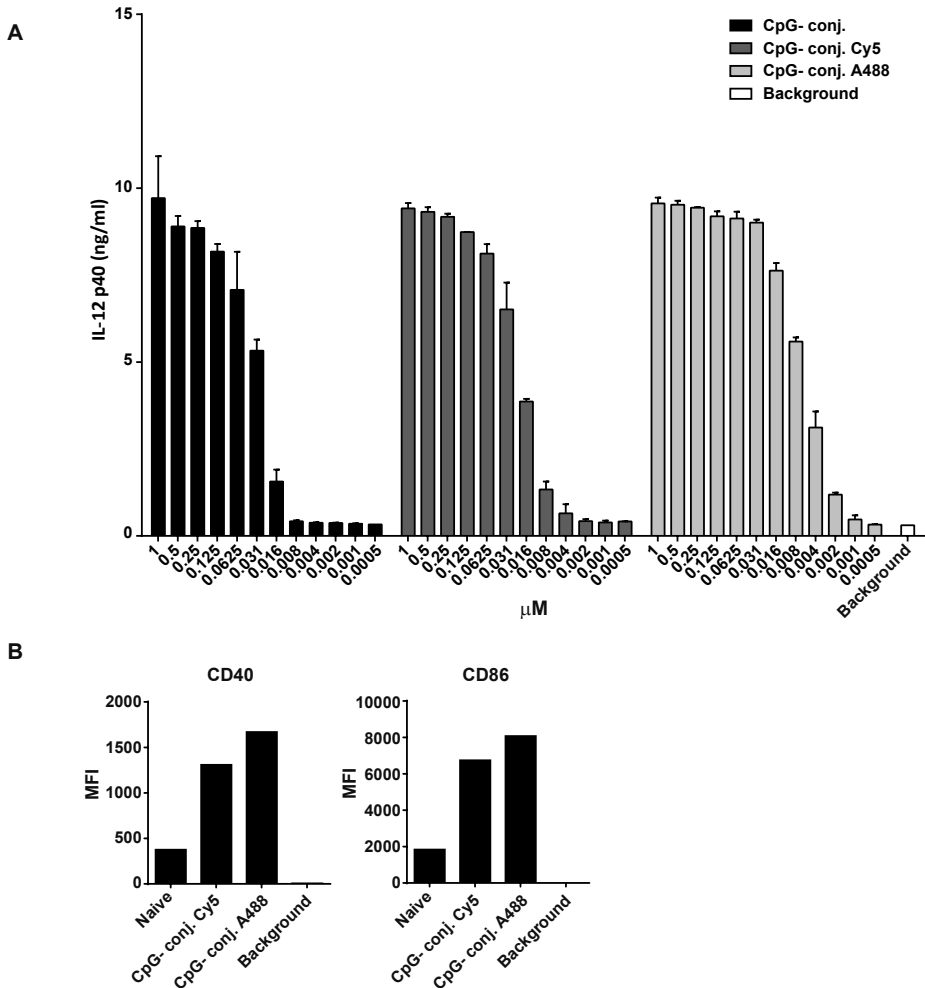 A
15
10
5
0
IL-12 p40 (ng/ml)
CpG- conj.
CpG- conj. Cy5
CpG- conj. A488
Background
1 0.5 0.25 0.125 0.0625 0.031 0.016 0.008 0.004 0.002 0.001 0.0005
1 0.5 0.25 0.125 0.0625 0.031 0.016 0.008 0.004 0.002 0.001 0.0005
1 0.5 0.25 0.125 0.0625 0.031 0.016 0.008 0.004 0.002 0.001 0.0005 Background
μM
B
CD40
2000
1500
1000
500
0
MFI
Naive
CpG- conj. Cy5
CpG- conj. A488
Background
CD86
10000
8000
6000
4000
2000
0
MFI
Naive
CpG- conj. Cy5
CpG- conj. A488
Background